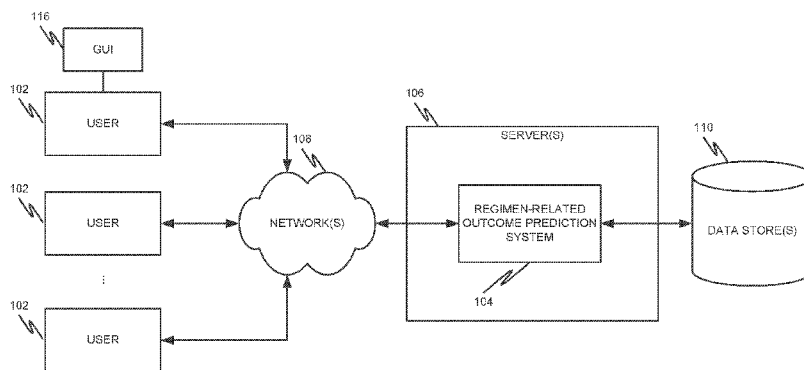 116
GUI
102
USER
106
SERVER(S)
110
108
102
USER
NETWORK(S)
REGIMEN-RELATED
OUTCOME PREDICTION
SYSTEM
DATA STORE(S)
104
102
USER